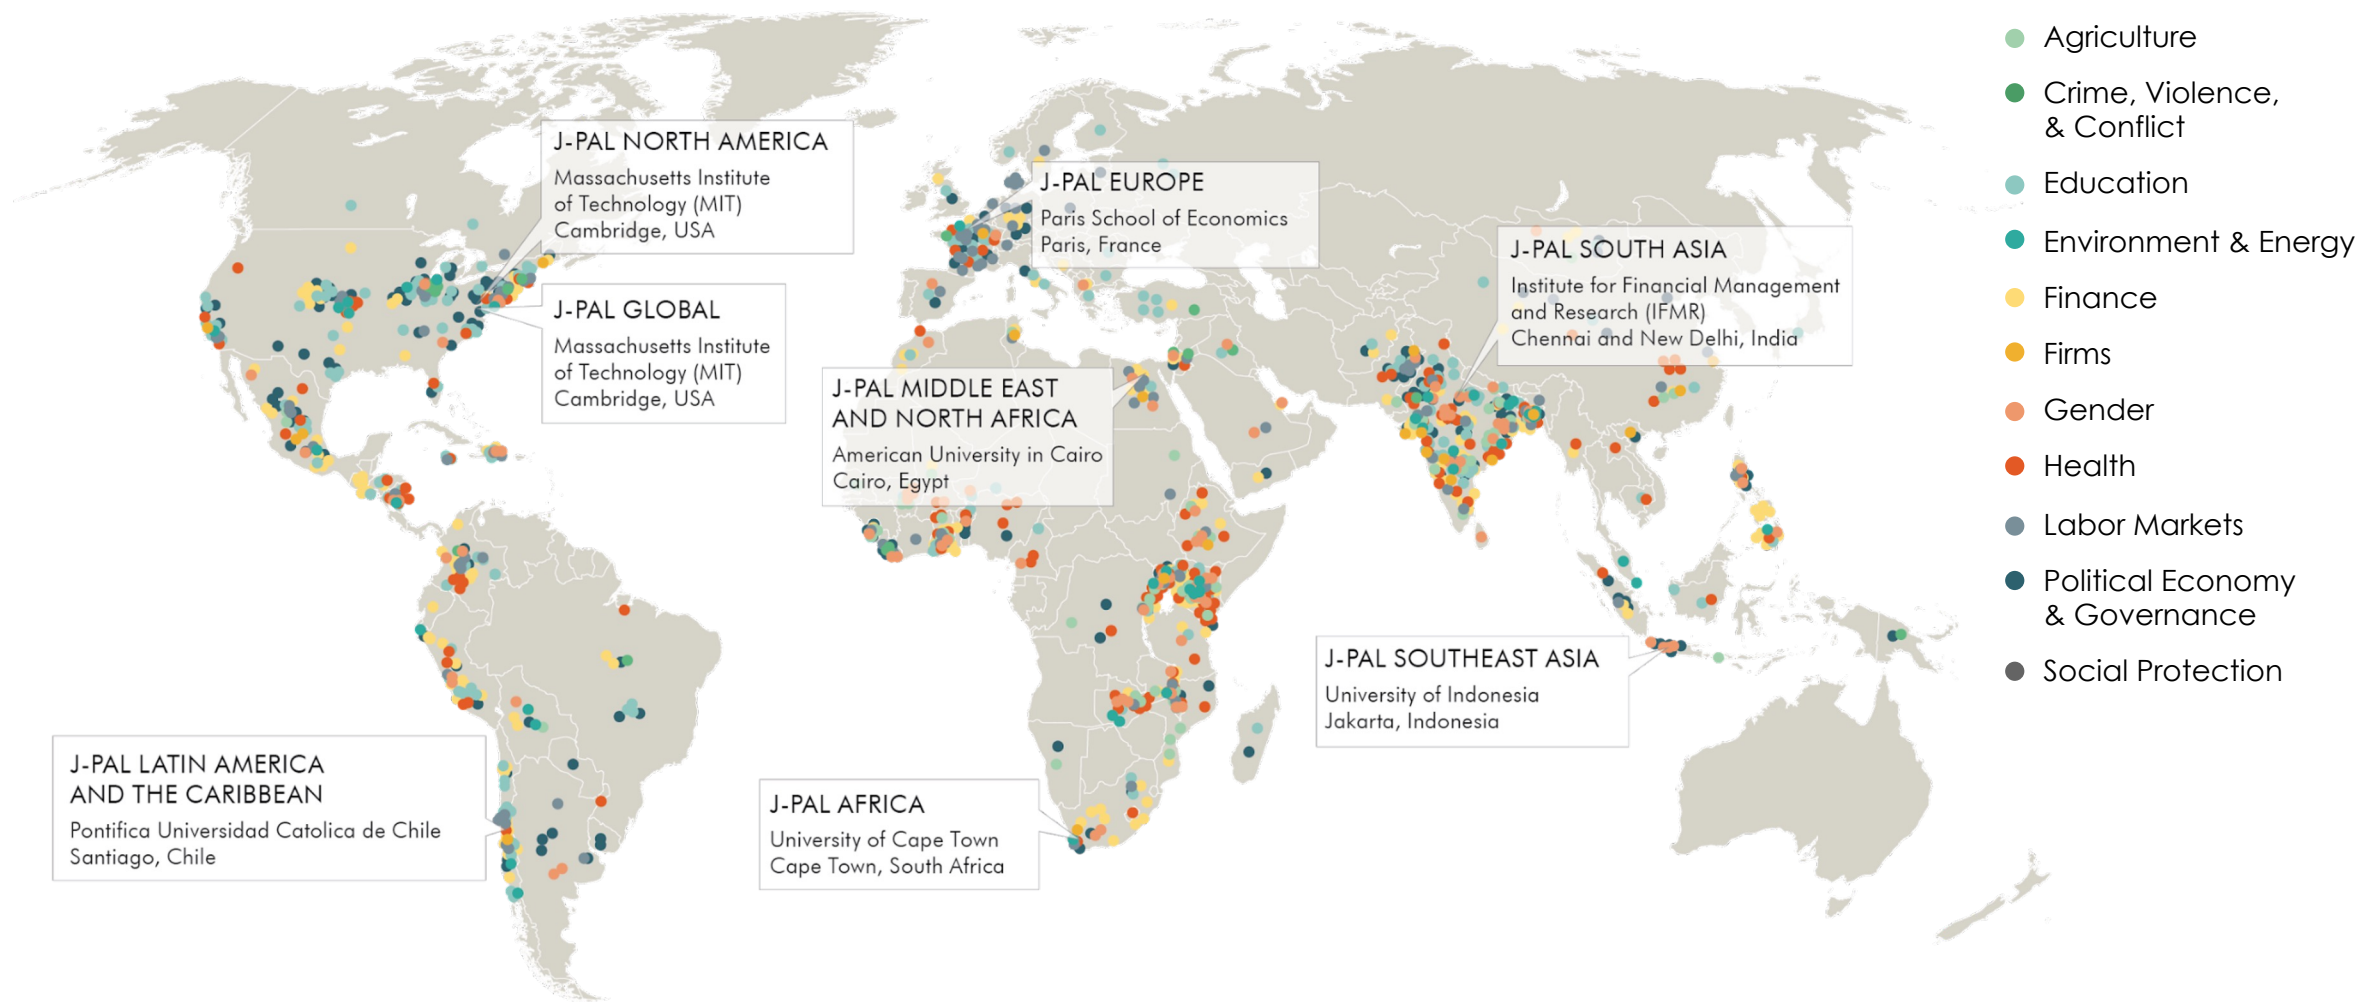 J-PAL NORTH AMERICA
Massachusetts Institute
of Technology (MIT)
Cambridge, USA
J-PAL GLOBAL
Massachusetts Institute
of Technology (MIT)
Cambridge, USA
J-PAL EUROPE
Paris School of Economics
Paris, France
J-PAL SOUTH ASIA
Institute for Financial Management
and Research (IFMR)
Chennai and New Delhi, India
J-PAL MIDDLE EAST
AND NORTH AFRICA
American University in Cairo
Cairo, Egypt
J-PAL SOUTHEAST ASIA
University of Indonesia
Jakarta, Indonesia
J-PAL LATIN AMERICA
AND THE CARIBBEAN
Pontifica Universidad Catolica de Chile
Santiago, Chile
J-PAL AFRICA
University of Cape Town
Cape Town, South Africa
Agriculture
Crime, Violence,
& Conflict
Education
Environment & Energy
Finance
Firms
Gender
Health
Labor Markets
Political Economy
& Governance
Social Protection